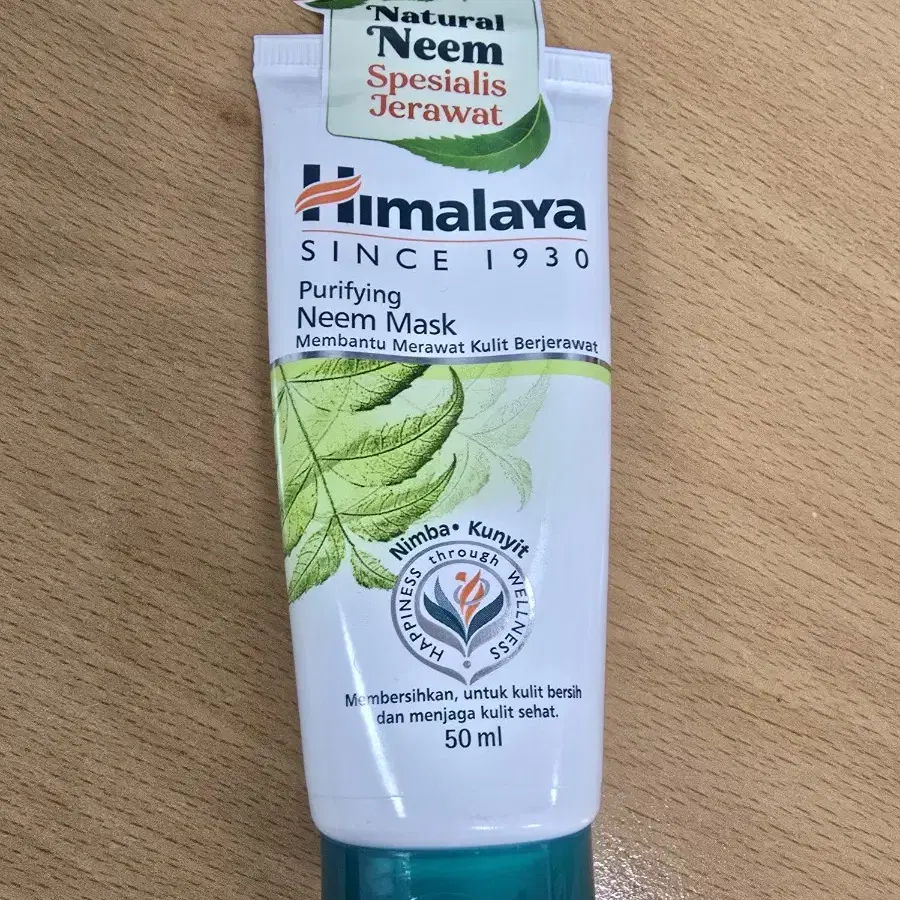 Natural
Neem
Spesialis
Jerawat
Himalaya
SINCE 1930
Purifying
Neem Mask
Membantu Merawat Kulit Berjerawat
Nimba • Kunyit
HAPPINESS through WELLNESS
Membersihkan, untuk kulit bersih
dan menjaga kulit sehat.
50 ml